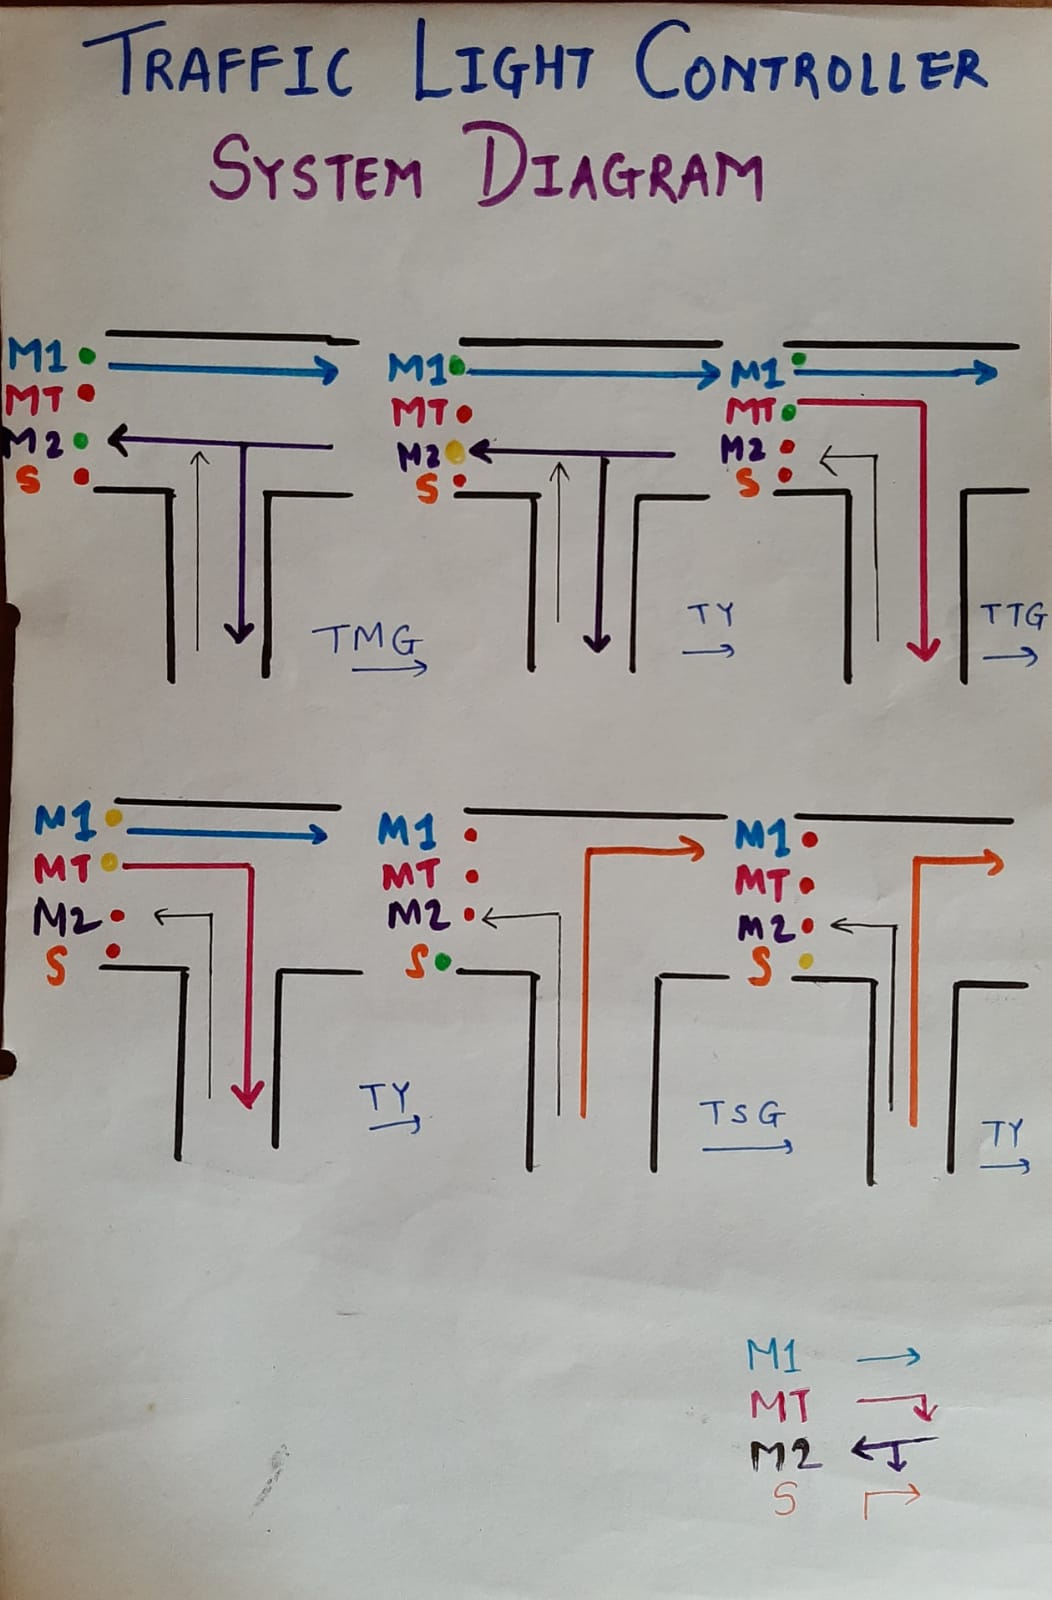 TRAFFIC LIGHT CONTROLLER
SYSTEM DIAGRAM
M1 M1 M1
MT MT MT
M2 M2 M2
S S S
TMG TY TTG
M1 M1 M1
MT MT MT
M2 M2 M2
S S S
TY TSG TY
M1
MT
M2
S